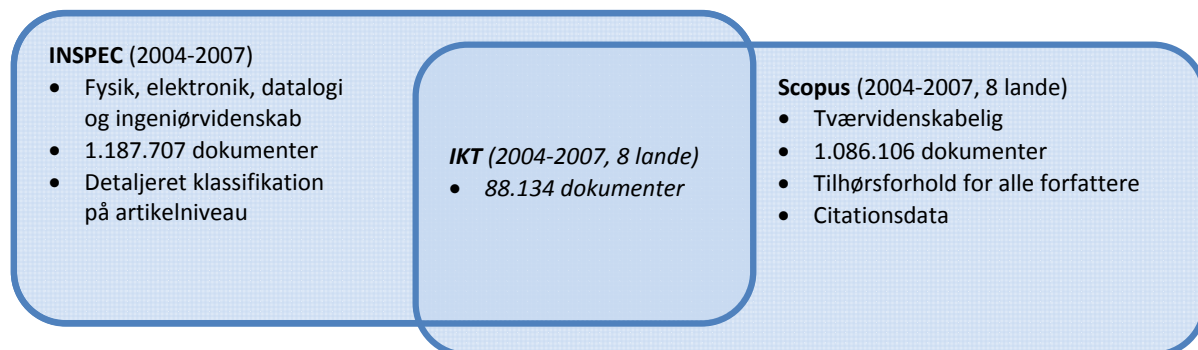 INSPEC (2004-2007)
• Fysik, elektronik, datalogi
og ingeniørvidenskab
• 1.187.707 dokumenter
• Detaljeret klassifikation
på artikelniveau
IKT (2004-2007, 8 lande)
• 88.134 dokumenter
Scopus (2004-2007, 8 lande)
• Tværvidenskabelig
• 1.086.106 dokumenter
• Tilhørsforhold for alle forfattere
• Citationsdata